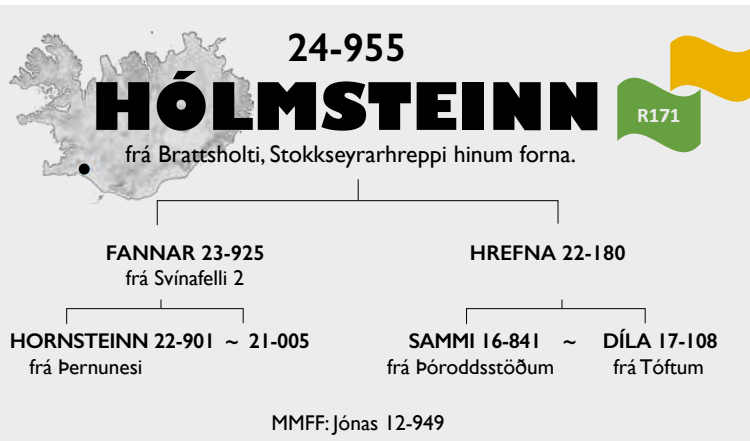 24-955
HÓLMSTEINN
R171
frá Brattsholti, Stokkseyrarhreppi hinum forna.
FANNAR 23-925
frá Svínafelli 2
HREFNA 22-180
HORNSTEINN 22-901 ~ 21-005
frá Þernunesi
SAMMI 16-841 ~ DÍLA 17-108
frá Þóroddsstöðum frá Tóftum
MMFF: Jónas 12-949